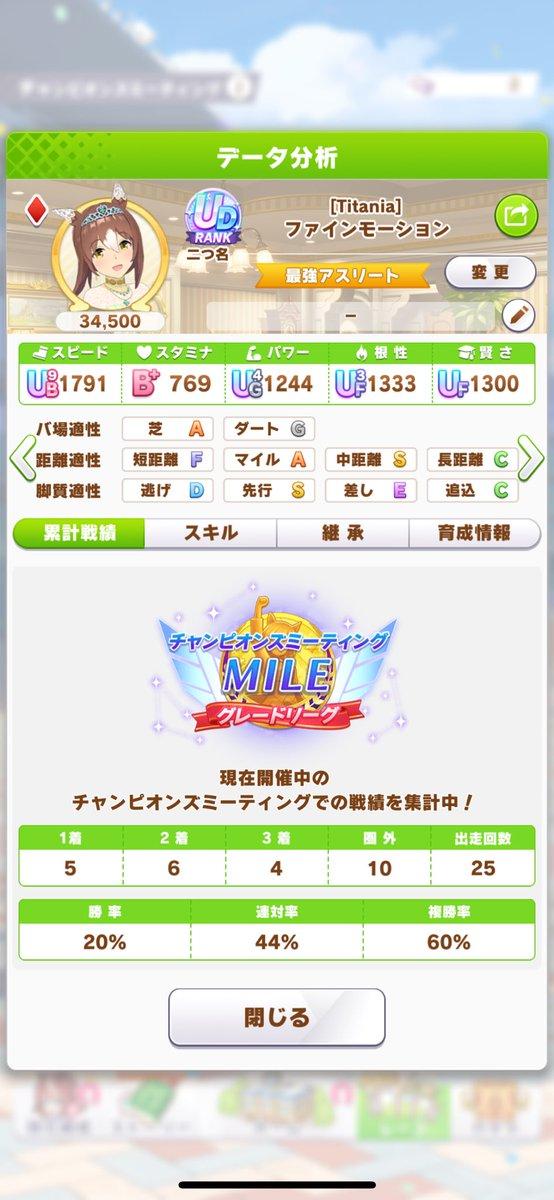 チャンピオンズミーティング
データ分析
UD
RANK
二つ名
[Titania]
ファインモーション
最強アスリート
変更
34,500
－
スピード スタミナ パワー 根性 賢さ
UB9 1791 B+ 769 UG4 1244 UF3 1333 UF 1300
バ場適性 芝 A ダート G
距離適性 短距離 F マイル A 中距離 S 長距離 C
脚質適性 逃げ D 先行 S 差し E 追込 C
累計戦績 スキル 継承 育成情報
チャンピオンズミーティング
MILE
グレードリーグ
現在開催中の
チャンピオンズミーティングでの戦績を集計中！
1着 2着 3着 圏外 出走回数
5 6 4 10 25
勝率 連対率 複勝率
20% 44% 60%
閉じる